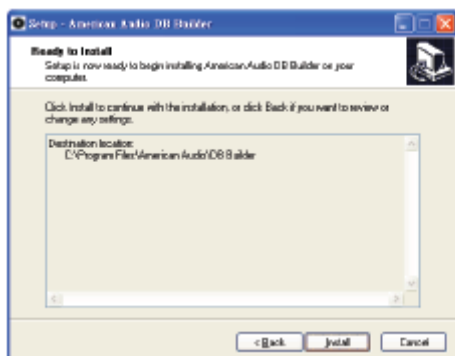 Setup - American Audio DB Builder
Ready to Install
Setup is now ready to begin installing American Audio DB Builder on your
computer.
Click Install to continue with the installation, or click Back if you want to review or
change any settings.
Destination location:
C:\Program Files\American Audio\DB Builder
< Back
Install
Cancel